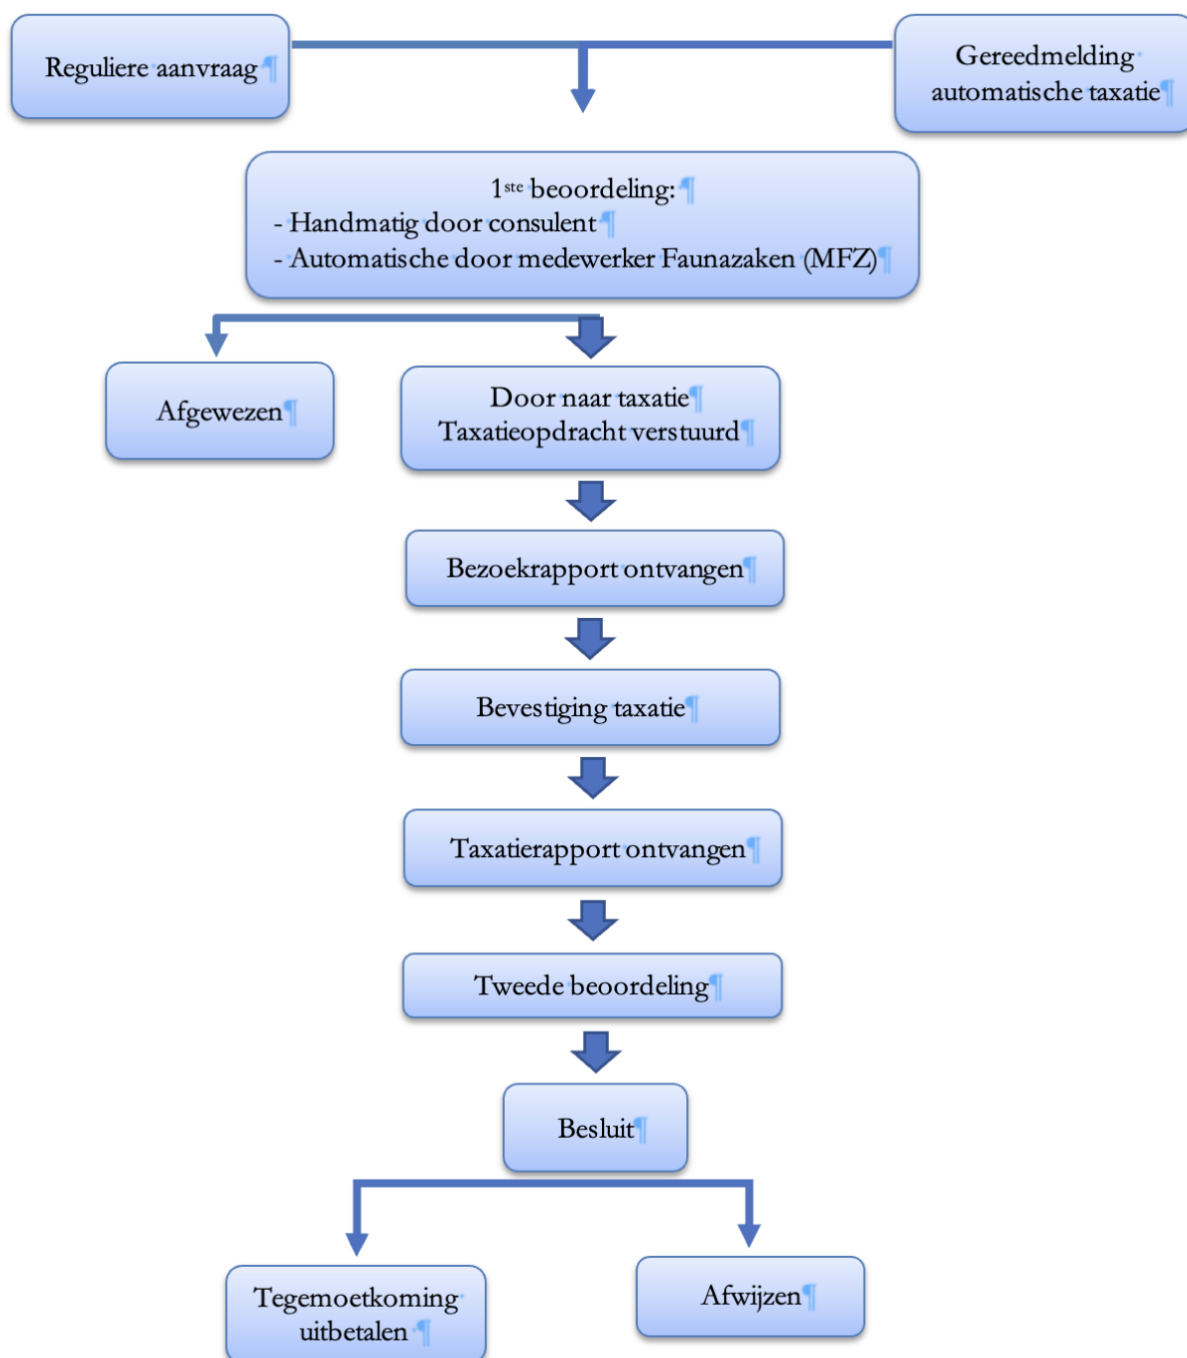 Reguliere aanvraag ¶
Gereedmelding
automatische taxatie¶
1ste beoordeling: ¶
- Handmatig door consulent ¶
- Automatische door medewerker Faunazaken (MFZ)¶
Afgewezen¶
Door naar taxatie¶
Taxatieopdracht verstuurd¶
Bezoekrapport ontvangen¶
Bevestiging taxatie¶
Taxatierapport ontvangen¶
Tweede beoordeling¶
Besluit¶
Tegemoetkoming
uitbetalen ¶
Afwijzen ¶